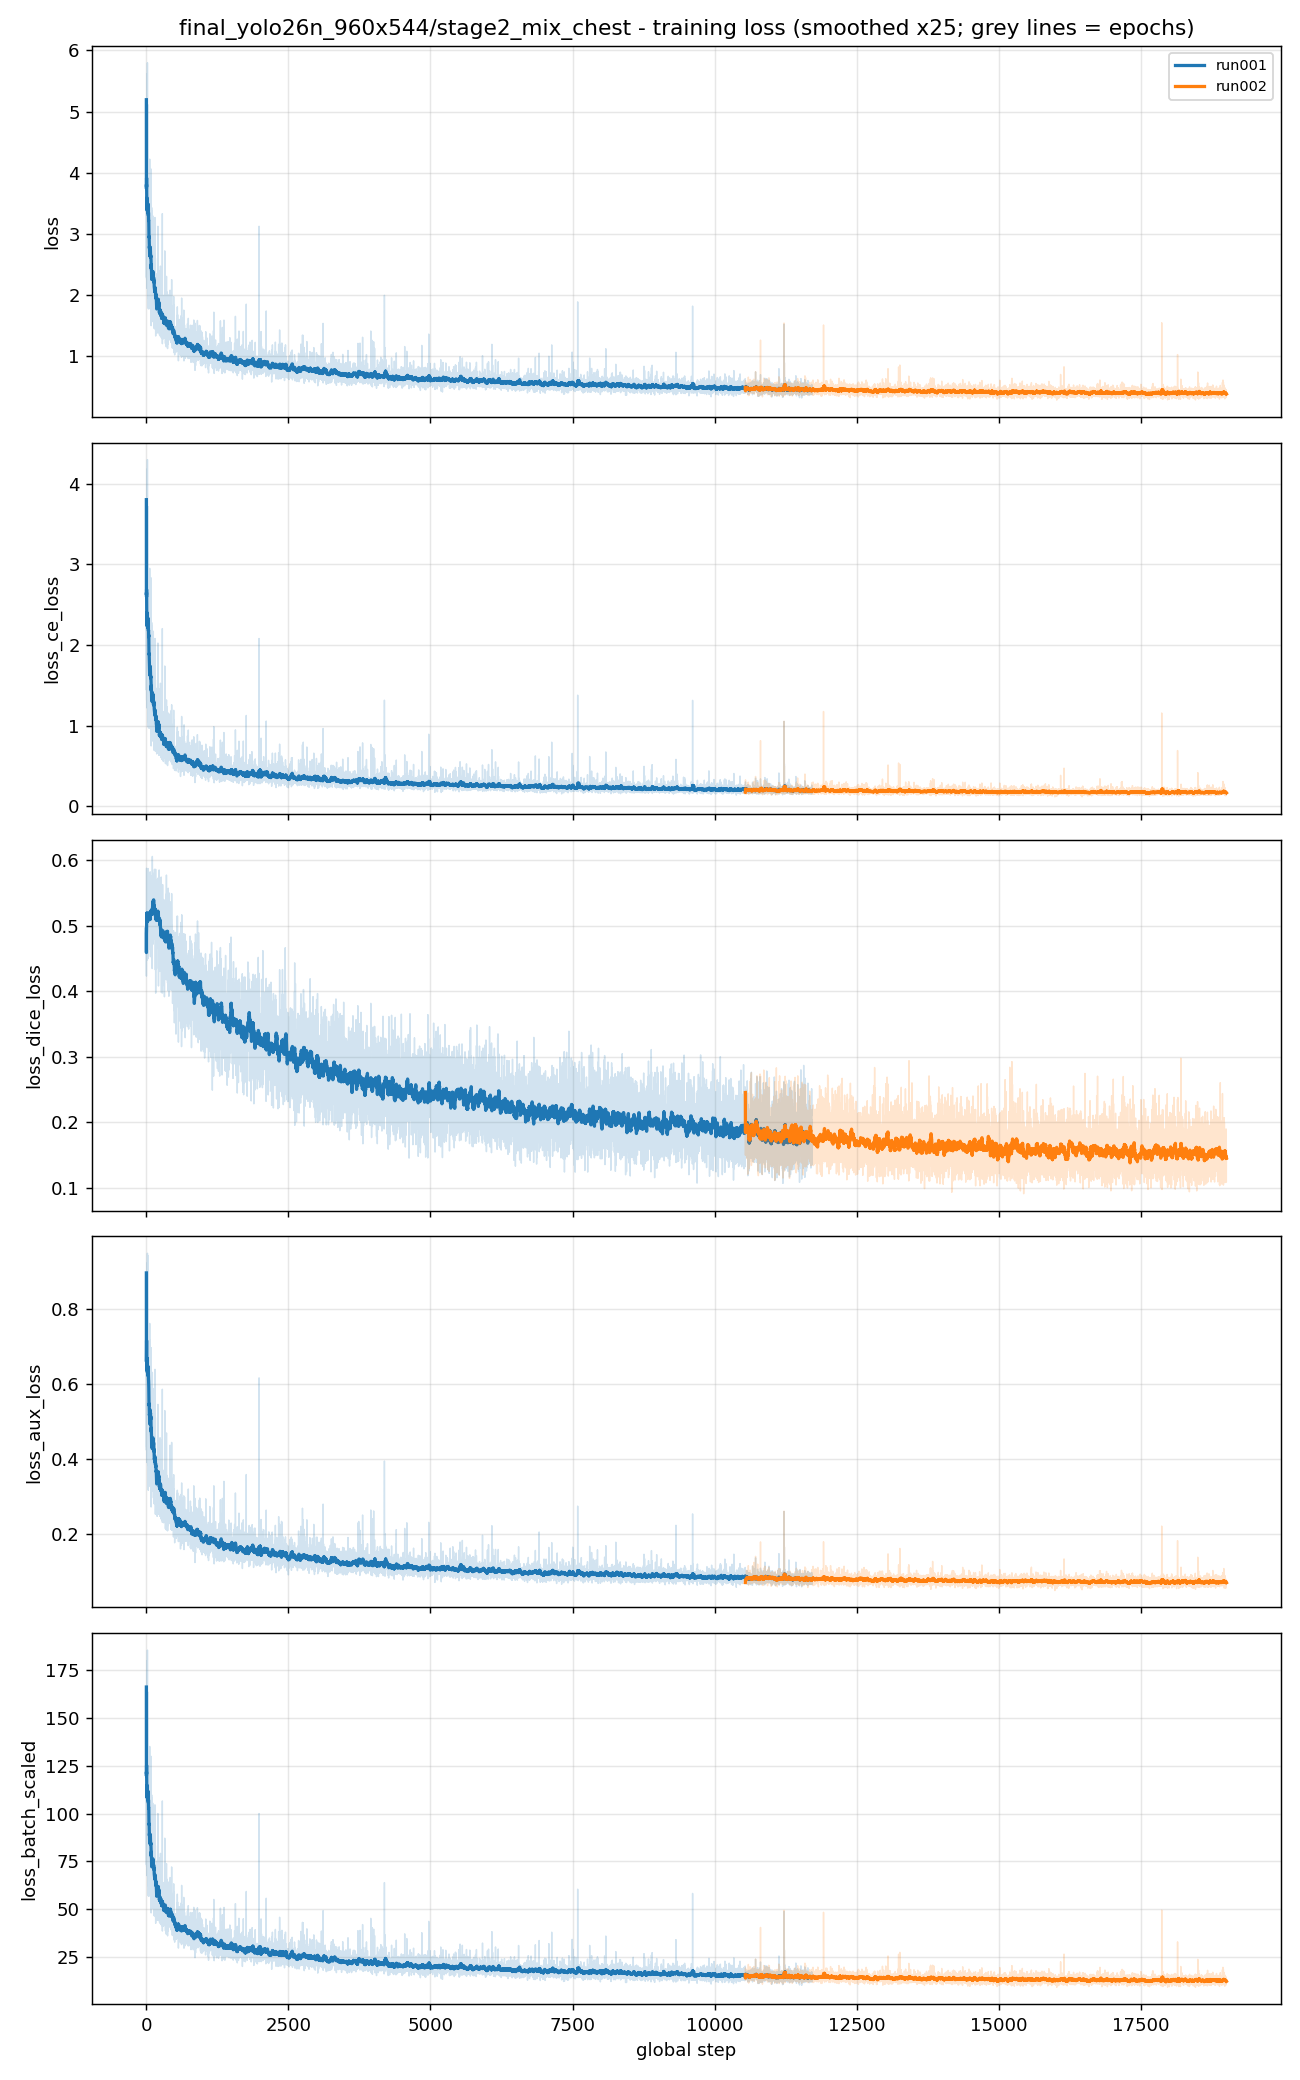 final_yolo26n_960x544/stage2_mix_chest - training loss (smoothed x25; grey lines = epochs)
run001
run002
6
5
4
3
2
1
loss
4
3
2
1
0
loss_ce_loss
0.6
0.5
0.4
0.3
0.2
0.1
loss_dice_loss
0.8
0.6
0.4
0.2
loss_aux_loss
175
150
125
100
75
50
25
loss_batch_scaled
0 2500 5000 7500 10000 12500 15000 17500
global step